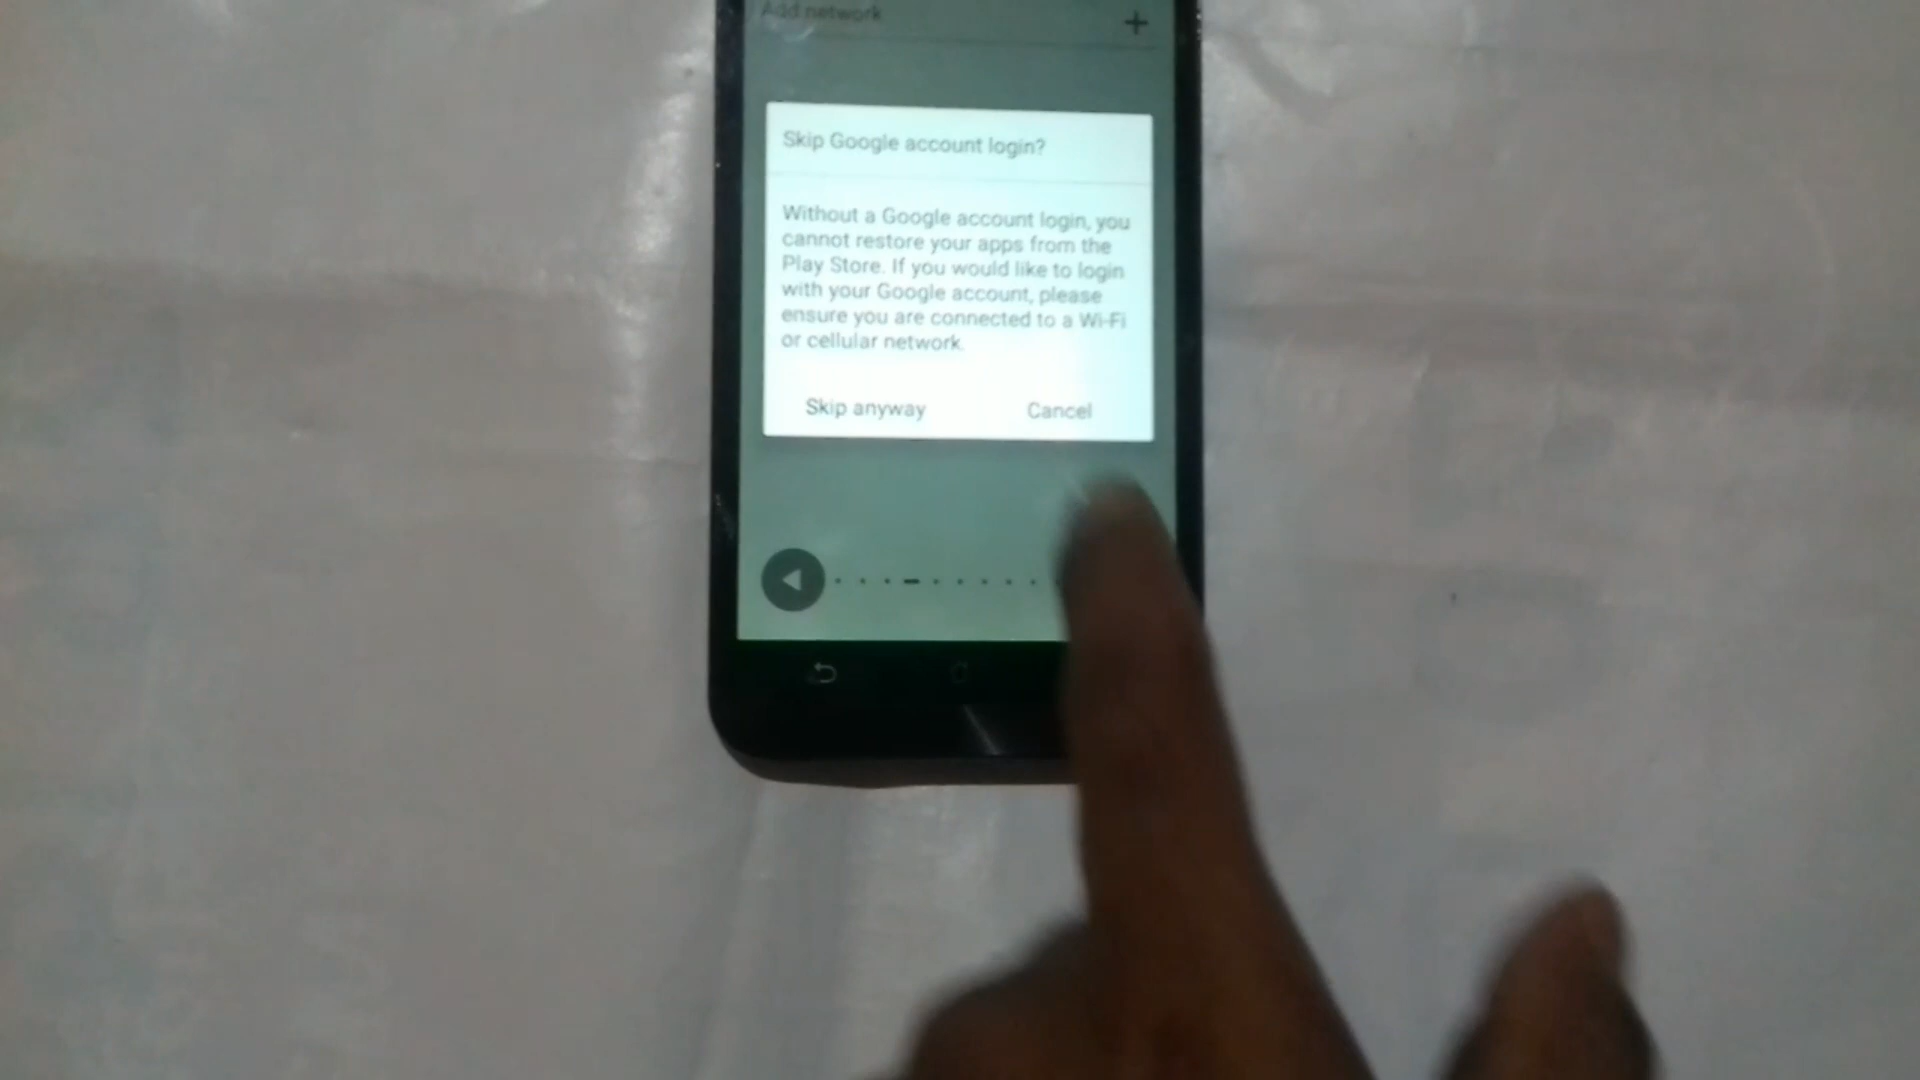 Add network
Skip Google account login?
Without a Google account login, you
cannot restore your apps from the
Play Store. If you would like to login
with your Google account, please
ensure you are connected to a Wi-Fi
or cellular network.
Skip anyway
Cancel